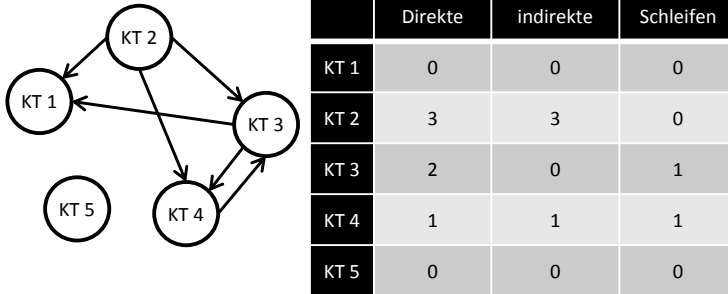 KT 2
KT 1
KT 3
KT 5
KT 4
Direkte indirekte Schleifen
KT 1 0 0 0
KT 2 3 3 0
KT 3 2 0 1
KT 4 1 1 1
KT 5 0 0 0